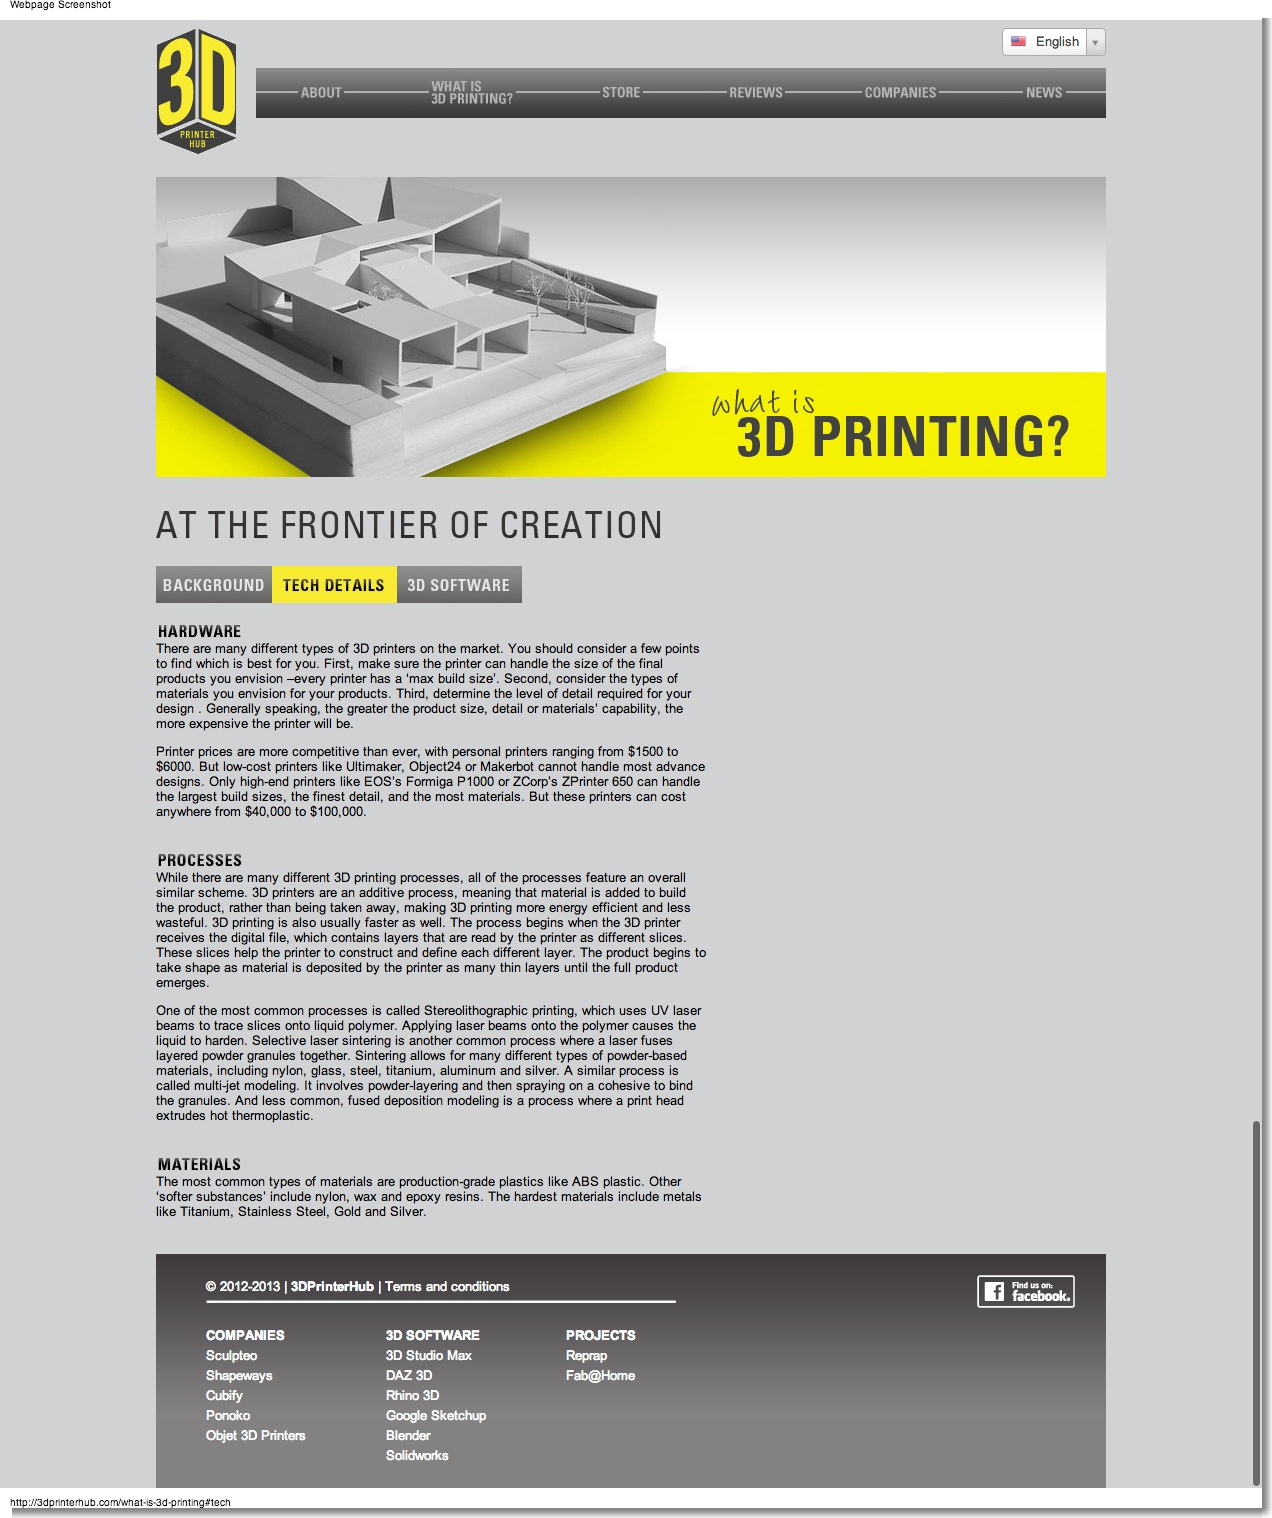 Webpage Screenshot
3D
PRINTER
HUB
English
ABOUT
WHAT IS
3D PRINTING?
STORE
REVIEWS
COMPANIES
NEWS
what is
3D PRINTING?
AT THE FRONTIER OF CREATION
BACKGROUND
TECH DETAILS
3D SOFTWARE
HARDWARE
There are many different types of 3D printers on the market. You should consider a few points
to find which is best for you. First, make sure the printer can handle the size of the final
products you envision –every printer has a ‘max build size’. Second, consider the types of
materials you envision for your products. Third, determine the level of detail required for your
design . Generally speaking, the greater the product size, detail or materials’ capability, the
more expensive the printer will be.
Printer prices are more competitive than ever, with personal printers ranging from $1500 to
$6000. But low-cost printers like Ultimaker, Object24 or Makerbot cannot handle most advance
designs. Only high-end printers like EOS’s Formiga P1000 or ZCorp’s ZPrinter 650 can handle
the largest build sizes, the finest detail, and the most materials. But these printers can cost
anywhere from $40,000 to $100,000.
PROCESSES
While there are many different 3D printing processes, all of the processes feature an overall
similar scheme. 3D printers are an additive process, meaning that material is added to build
the product, rather than being taken away, making 3D printing more energy efficient and less
wasteful. 3D printing is also usually faster as well. The process begins when the 3D printer
receives the digital file, which contains layers that are read by the printer as different slices.
These slices help the printer to construct and define each different layer. The product begins to
take shape as material is deposited by the printer as many thin layers until the full product
emerges.
One of the most common processes is called Stereolithographic printing, which uses UV laser
beams to trace slices onto liquid polymer. Applying laser beams onto the polymer causes the
liquid to harden. Selective laser sintering is another common process where a laser fuses
layered powder granules together. Sintering allows for many different types of powder-based
materials, including nylon, glass, steel, titanium, aluminum and silver. A similar process is
called multi-jet modeling. It involves powder-layering and then spraying on a cohesive to bind
the granules. And less common, fused deposition modeling is a process where a print head
extrudes hot thermoplastic.
MATERIALS
The most common types of materials are production-grade plastics like ABS plastic. Other
‘softer substances’ include nylon, wax and epoxy resins. The hardest materials include metals
like Titanium, Stainless Steel, Gold and Silver.
© 2012-2013 | 3DPrinterHub | Terms and conditions
Find us on:
facebook.
COMPANIES
Sculpteo
Shapeways
Cubify
Ponoko
Objet 3D Printers
3D SOFTWARE
3D Studio Max
DAZ 3D
Rhino 3D
Google Sketchup
Blender
Solidworks
PROJECTS
Reprap
Fab@Home
http://3dprinterhub.com/what-is-3d-printing#tech